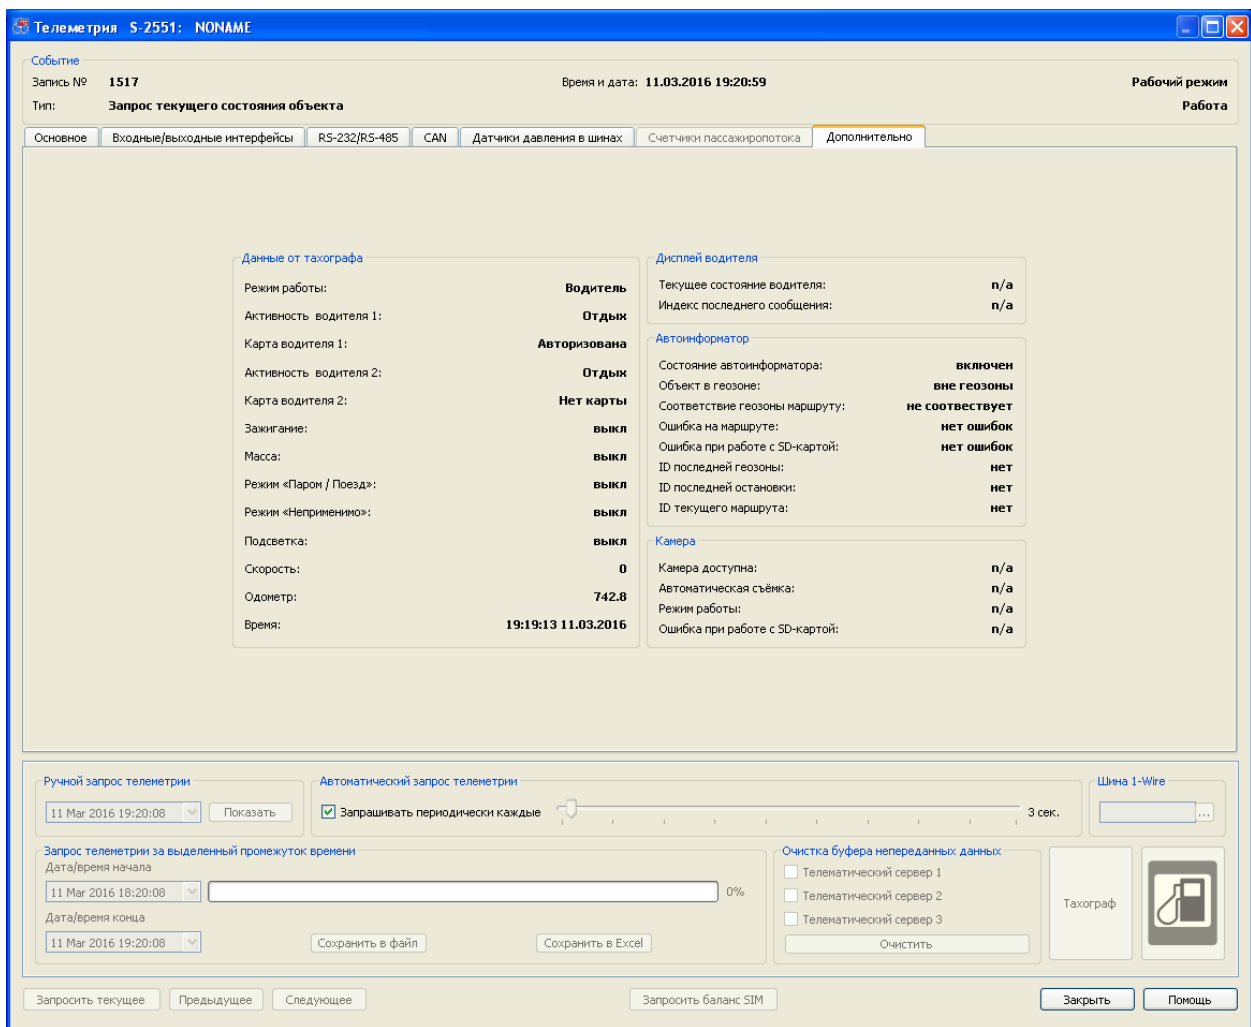 Телеметрия S-2551: NONAME
Событие
Запись № 1517 Время и дата: 11.03.2016 19:20:59 Рабочий режим
Тип: Запрос текущего состояния объекта Работа
Основное Входные/выходные интерфейсы RS-232/RS-485 CAN Датчики давления в шинах Счетчики пассажиропотока Дополнительно
Данные от тахографа
Режим работы: Водитель
Активность водителя 1: Отдых
Карта водителя 1: Авторизована
Активность водителя 2: Отдых
Карта водителя 2: Нет карты
Зажигание: выкл
Масса: выкл
Режим «Паром / Поезд»: выкл
Режим «Неприменимо»: выкл
Подсветка: выкл
Скорость: 0
Одометр: 742.8
Время: 19:19:13 11.03.2016
Дисплей водителя
Текущее состояние водителя: n/a
Индекс последнего сообщения: n/a
Автоинформатор
Состояние автоинформатора: включен
Объект в геозоне: вне геозоны
Соответствие геозоны маршруту: не соотвествует
Ошибка на маршруте: нет ошибок
Ошибка при работе с SD-картой: нет ошибок
ID последней геозоны: нет
ID последней остановки: нет
ID текущего маршрута: нет
Камера
Камера доступна: n/a
Автоматическая съёмка: n/a
Режим работы: n/a
Ошибка при работе с SD-картой: n/a
Ручной запрос телеметрии
11 Mar 2016 19:20:08 Показать
Автоматический запрос телеметрии
Запрашивать периодически каждые 3 сек.
Шина 1-Wire
...
Запрос телеметрии за выделенный промежуток времени
Дата/время начала
11 Mar 2016 18:20:08 0%
Дата/время конца
11 Mar 2016 19:20:08 Сохранить в файл Сохранить в Excel
Очистка буфера непереданных данных
Телематический сервер 1
Телематический сервер 2
Телематический сервер 3
Очистить
Тахограф
Запросить текущее Предыдущее Следующее Запросить баланс SIM Закрыть Помощь